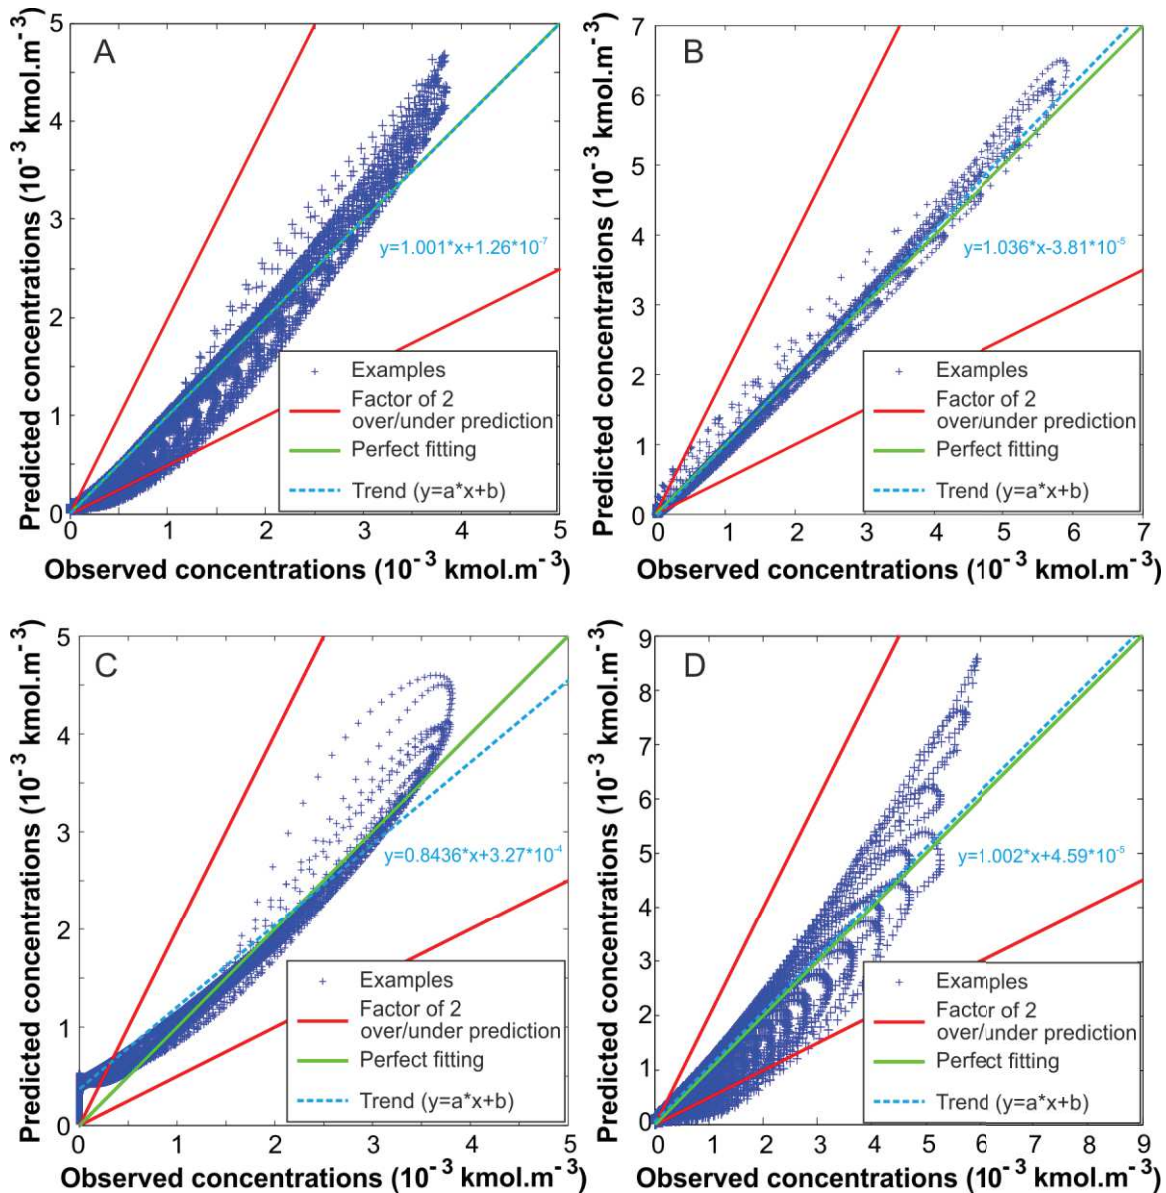 A
Predicted concentrations (10⁻³ kmol.m⁻³)
5
4
3
2
1
0
y=1.001*x+1.26*10⁻⁷
Examples
Factor of 2
over/under prediction
Perfect fitting
Trend (y=a*x+b)
0 1 2 3 4 5
Observed concentrations (10⁻³ kmol.m⁻³)
B
Predicted concentrations (10⁻³ kmol.m⁻³)
7
6
5
4
3
2
1
0
y=1.036*x-3.81*10⁻⁵
Examples
Factor of 2
over/under prediction
Perfect fitting
Trend (y=a*x+b)
0 1 2 3 4 5 6 7
Observed concentrations (10⁻³ kmol.m⁻³)
C
Predicted concentrations (10⁻³ kmol.m⁻³)
5
4
3
2
1
0
y=0.8436*x+3.27*10⁻⁴
Examples
Factor of 2
over/under prediction
Perfect fitting
Trend (y=a*x+b)
0 1 2 3 4 5
Observed concentrations (10⁻³ kmol.m⁻³)
D
Predicted concentrations (10⁻³ kmol.m⁻³)
9
8
7
6
5
4
3
2
1
0
y=1.002*x+4.59*10⁻⁵
Examples
Factor of 2
over/under prediction
Perfect fitting
Trend (y=a*x+b)
0 1 2 3 4 5 6 7 8 9
Observed concentrations (10⁻³ kmol.m⁻³)